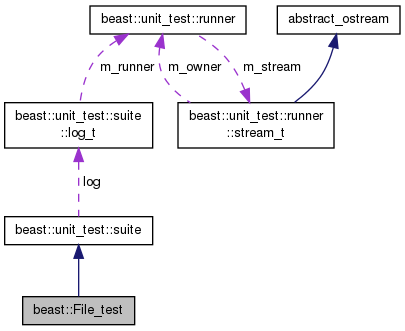 beast::unit_test::runner
abstract_ostream
m_runner
m_owner
m_stream
beast::unit_test::suite
::log_t
beast::unit_test::runner
::stream_t
log
beast::unit_test::suite
beast::File_test